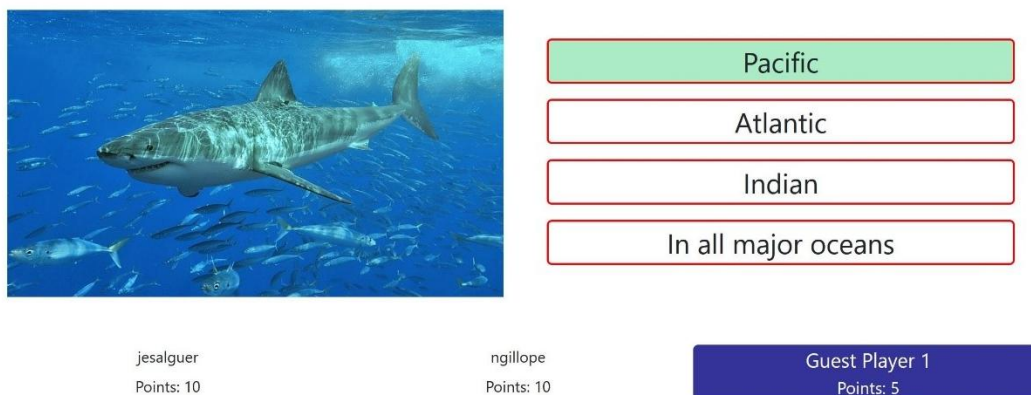 Pacific
Atlantic
Indian
In all major oceans
jesalguer
ngillope
Guest Player 1
Points: 10
Points: 10
Points: 5